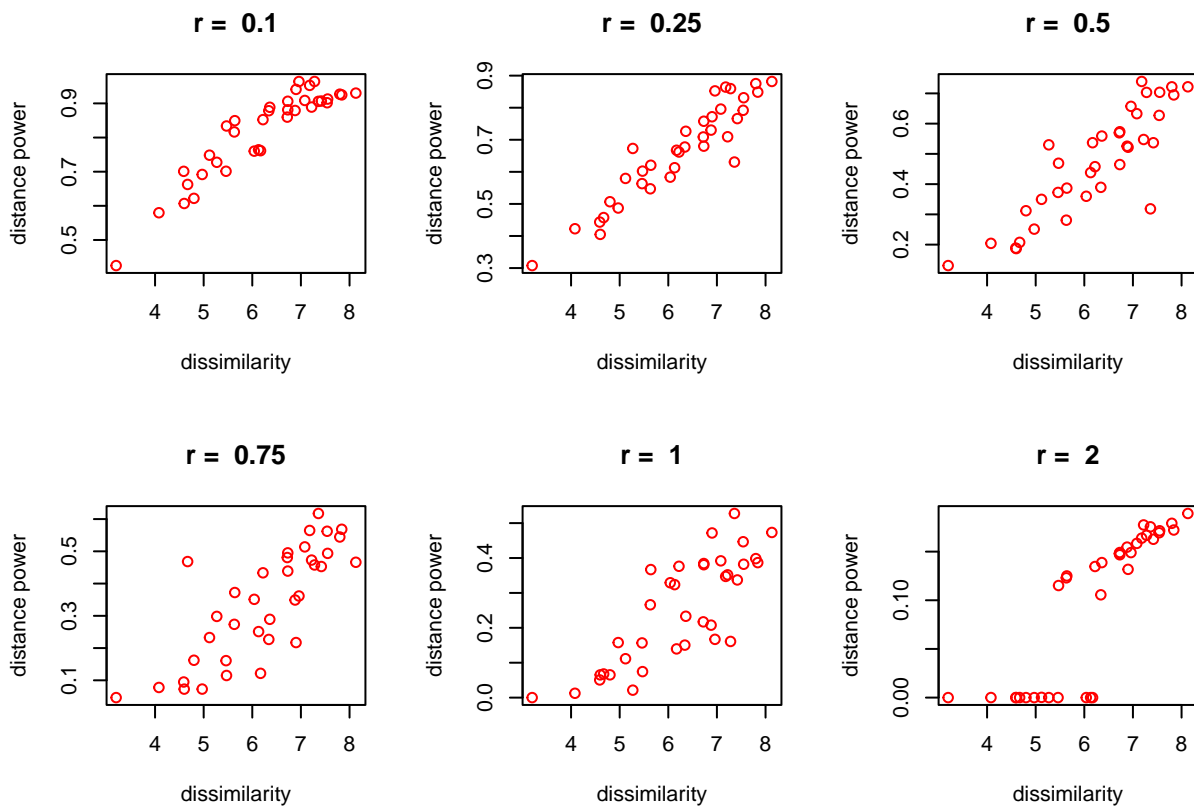 r = 0.1
distance power
0.5 0.7 0.9
4 5 6 7 8
dissimilarity
r = 0.25
distance power
0.3 0.5 0.7 0.9
4 5 6 7 8
dissimilarity
r = 0.5
distance power
0.2 0.4 0.6
4 5 6 7 8
dissimilarity
r = 0.75
distance power
0.1 0.3 0.5
4 5 6 7 8
dissimilarity
r = 1
distance power
0.0 0.2 0.4
4 5 6 7 8
dissimilarity
r = 2
distance power
0.00 0.10
4 5 6 7 8
dissimilarity